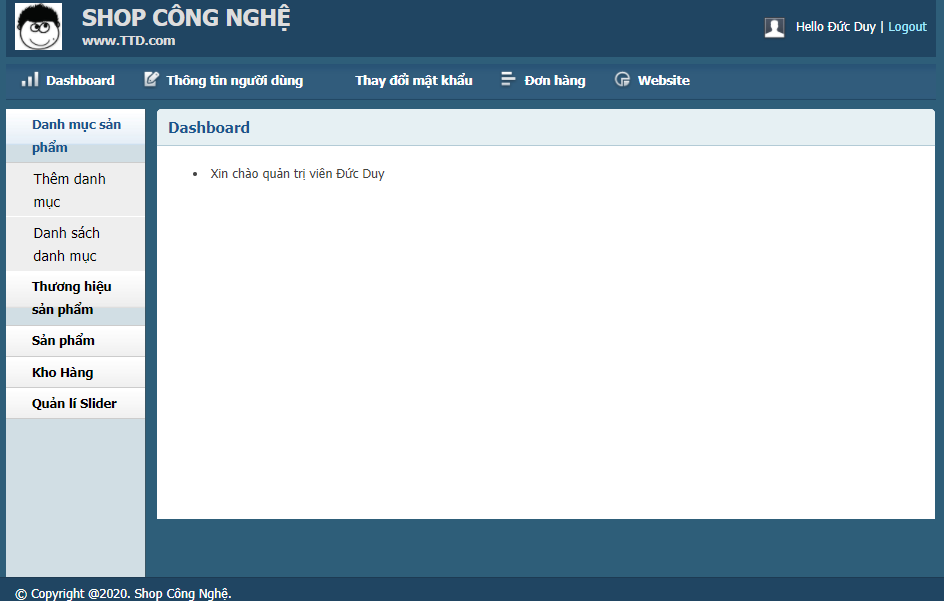 SHOP CÔNG NGHỆ
www.TTD.com
Hello Đức Duy | Logout
Dashboard Thông tin người dùng Thay đổi mật khẩu Đơn hàng Website
Danh mục sản
phẩm
Thêm danh
mục
Danh sách
danh mục
Thương hiệu
sản phẩm
Sản phẩm
Kho Hàng
Quản lí Slider
Dashboard
Xin chào quản trị viên Đức Duy
© Copyright @2020. Shop Công Nghệ.